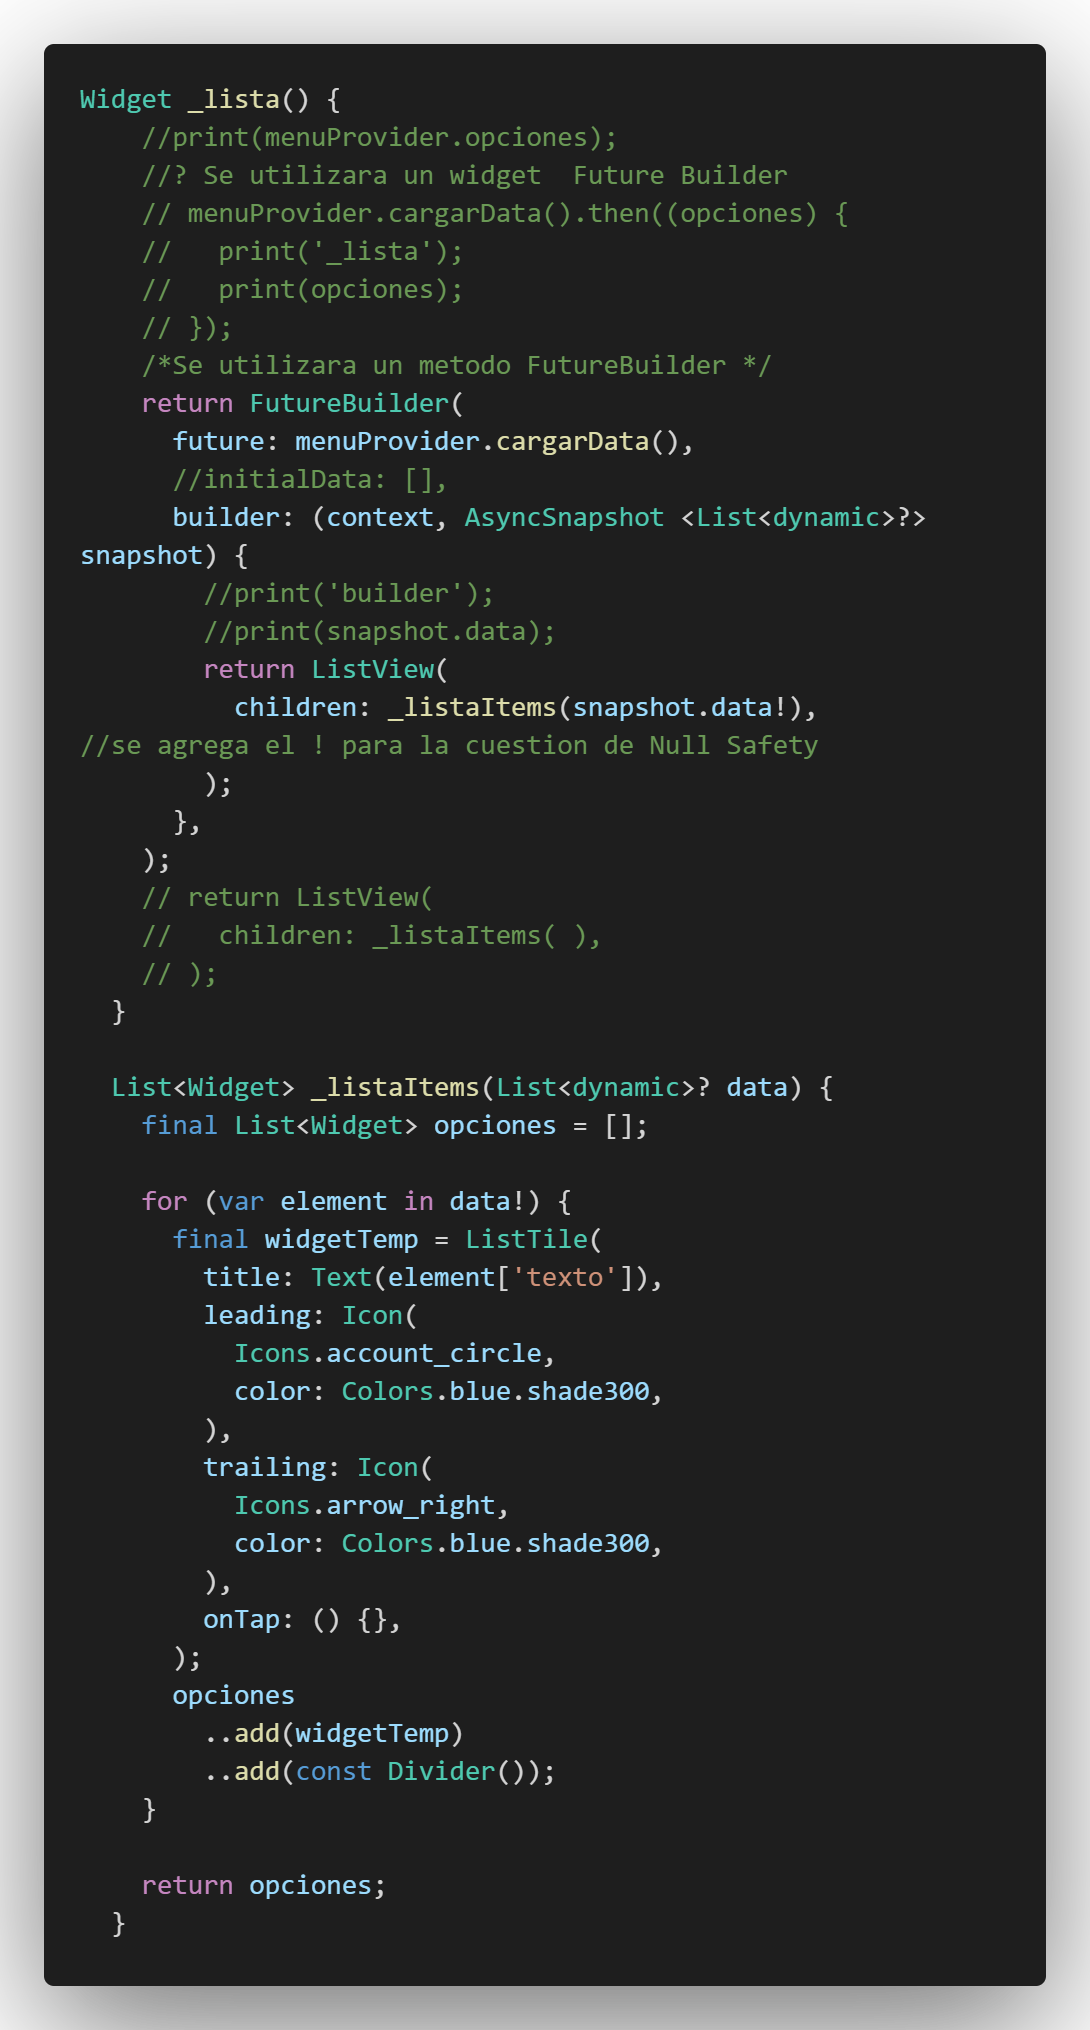 Widget _lista() {
    //print(menuProvider.opciones);
    //? Se utilizara un widget  Future Builder
    // menuProvider.cargarData().then((opciones) {
    //   print('_lista');
    //   print(opciones);
    // });
    /*Se utilizara un metodo FutureBuilder */
    return FutureBuilder(
      future: menuProvider.cargarData(),
      //initialData: [],
      builder: (context, AsyncSnapshot <List<dynamic>?>
snapshot) {
        //print('builder');
        //print(snapshot.data);
        return ListView(
          children: _listaItems(snapshot.data!),
//se agrega el ! para la cuestion de Null Safety
        );
      },
    );
    // return ListView(
    //   children: _listaItems( ),
    // );
  }

  List<Widget> _listaItems(List<dynamic>? data) {
    final List<Widget> opciones = [];

    for (var element in data!) {
      final widgetTemp = ListTile(
        title: Text(element['texto']),
        leading: Icon(
          Icons.account_circle,
          color: Colors.blue.shade300,
        ),
        trailing: Icon(
          Icons.arrow_right,
          color: Colors.blue.shade300,
        ),
        onTap: () {},
      );
      opciones
        ..add(widgetTemp)
        ..add(const Divider());
    }

    return opciones;
  }